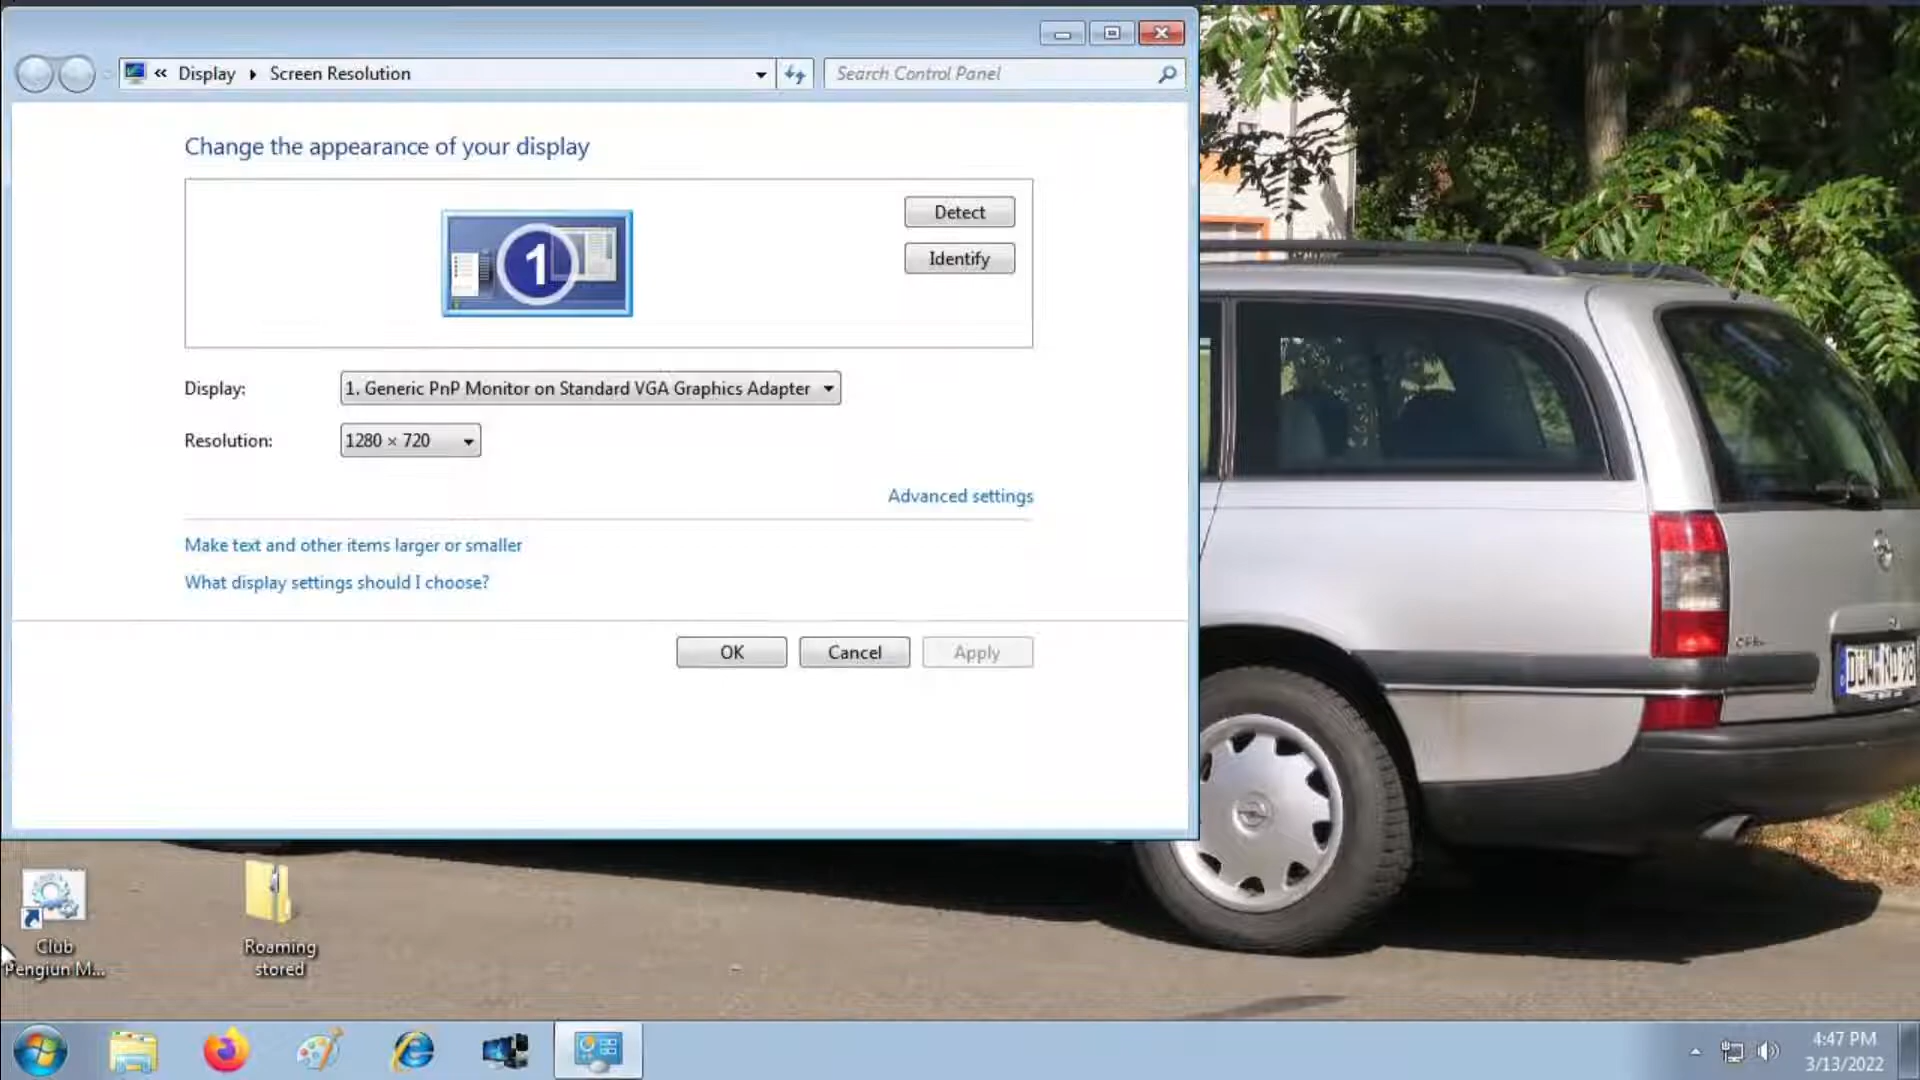 « Display ▸ Screen Resolution
Search Control Panel
Change the appearance of your display
1
Detect
Identify
Display:
1. Generic PnP Monitor on Standard VGA Graphics Adapter
Resolution:
1280 × 720
Advanced settings
Make text and other items larger or smaller
What display settings should I choose?
OK
Cancel
Apply
Club
Pengiun M...
Roaming
stored
4:47 PM
3/13/2022